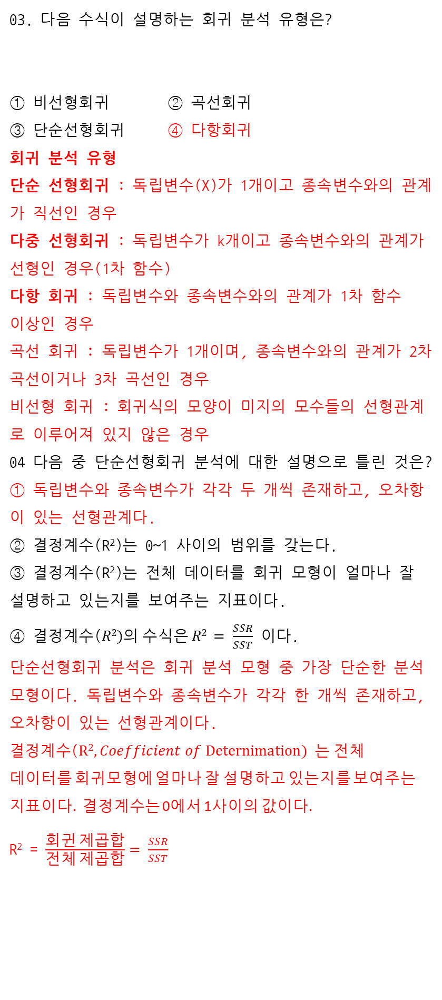 03. 다음 수식이 설명하는 회귀 분석 유형은?
① 비선형회귀 ② 곡선회귀
③ 단순선형회귀 ④ 다항회귀
회귀 분석 유형
단순 선형회귀 : 독립변수(X)가 1개이고 종속변수와의 관계
가 직선인 경우
다중 선형회귀 : 독립변수가 k개이고 종속변수와의 관계가
선형인 경우(1차 함수)
다항 회귀 : 독립변수와 종속변수와의 관계가 1차 함수
이상인 경우
곡선 회귀 : 독립변수가 1개이며, 종속변수와의 관계가 2차
곡선이거나 3차 곡선인 경우
비선형 회귀 : 회귀식의 모양이 미지의 모수들의 선형관계
로 이루어져 있지 않은 경우
04 다음 중 단순선형회귀 분석에 대한 설명으로 틀린 것은?
① 독립변수와 종속변수가 각각 두 개씩 존재하고, 오차항
이 있는 선형관계다.
② 결정계수(R²)는 0~1 사이의 범위를 갖는다.
③ 결정계수(R²)는 전체 데이터를 회귀 모형이 얼마나 잘
설명하고 있는지를 보여주는 지표이다.
④ 결정계수(R²)의 수식은 R² = SSR/SST 이다.
단순선형회귀 분석은 회귀 분석 모형 중 가장 단순한 분석
모형이다. 독립변수와 종속변수가 각각 한 개씩 존재하고,
오차항이 있는 선형관계이다.
결정계수(R², Coefficient of Deternimation) 는 전체
데이터를 회귀모형에 얼마나 잘 설명하고 있는지를 보여주는
지표이다. 결정계수는 0에서 1사이의 값이다.
R² = 회귄 제곱합/전체 제곱합 = SSR/SST